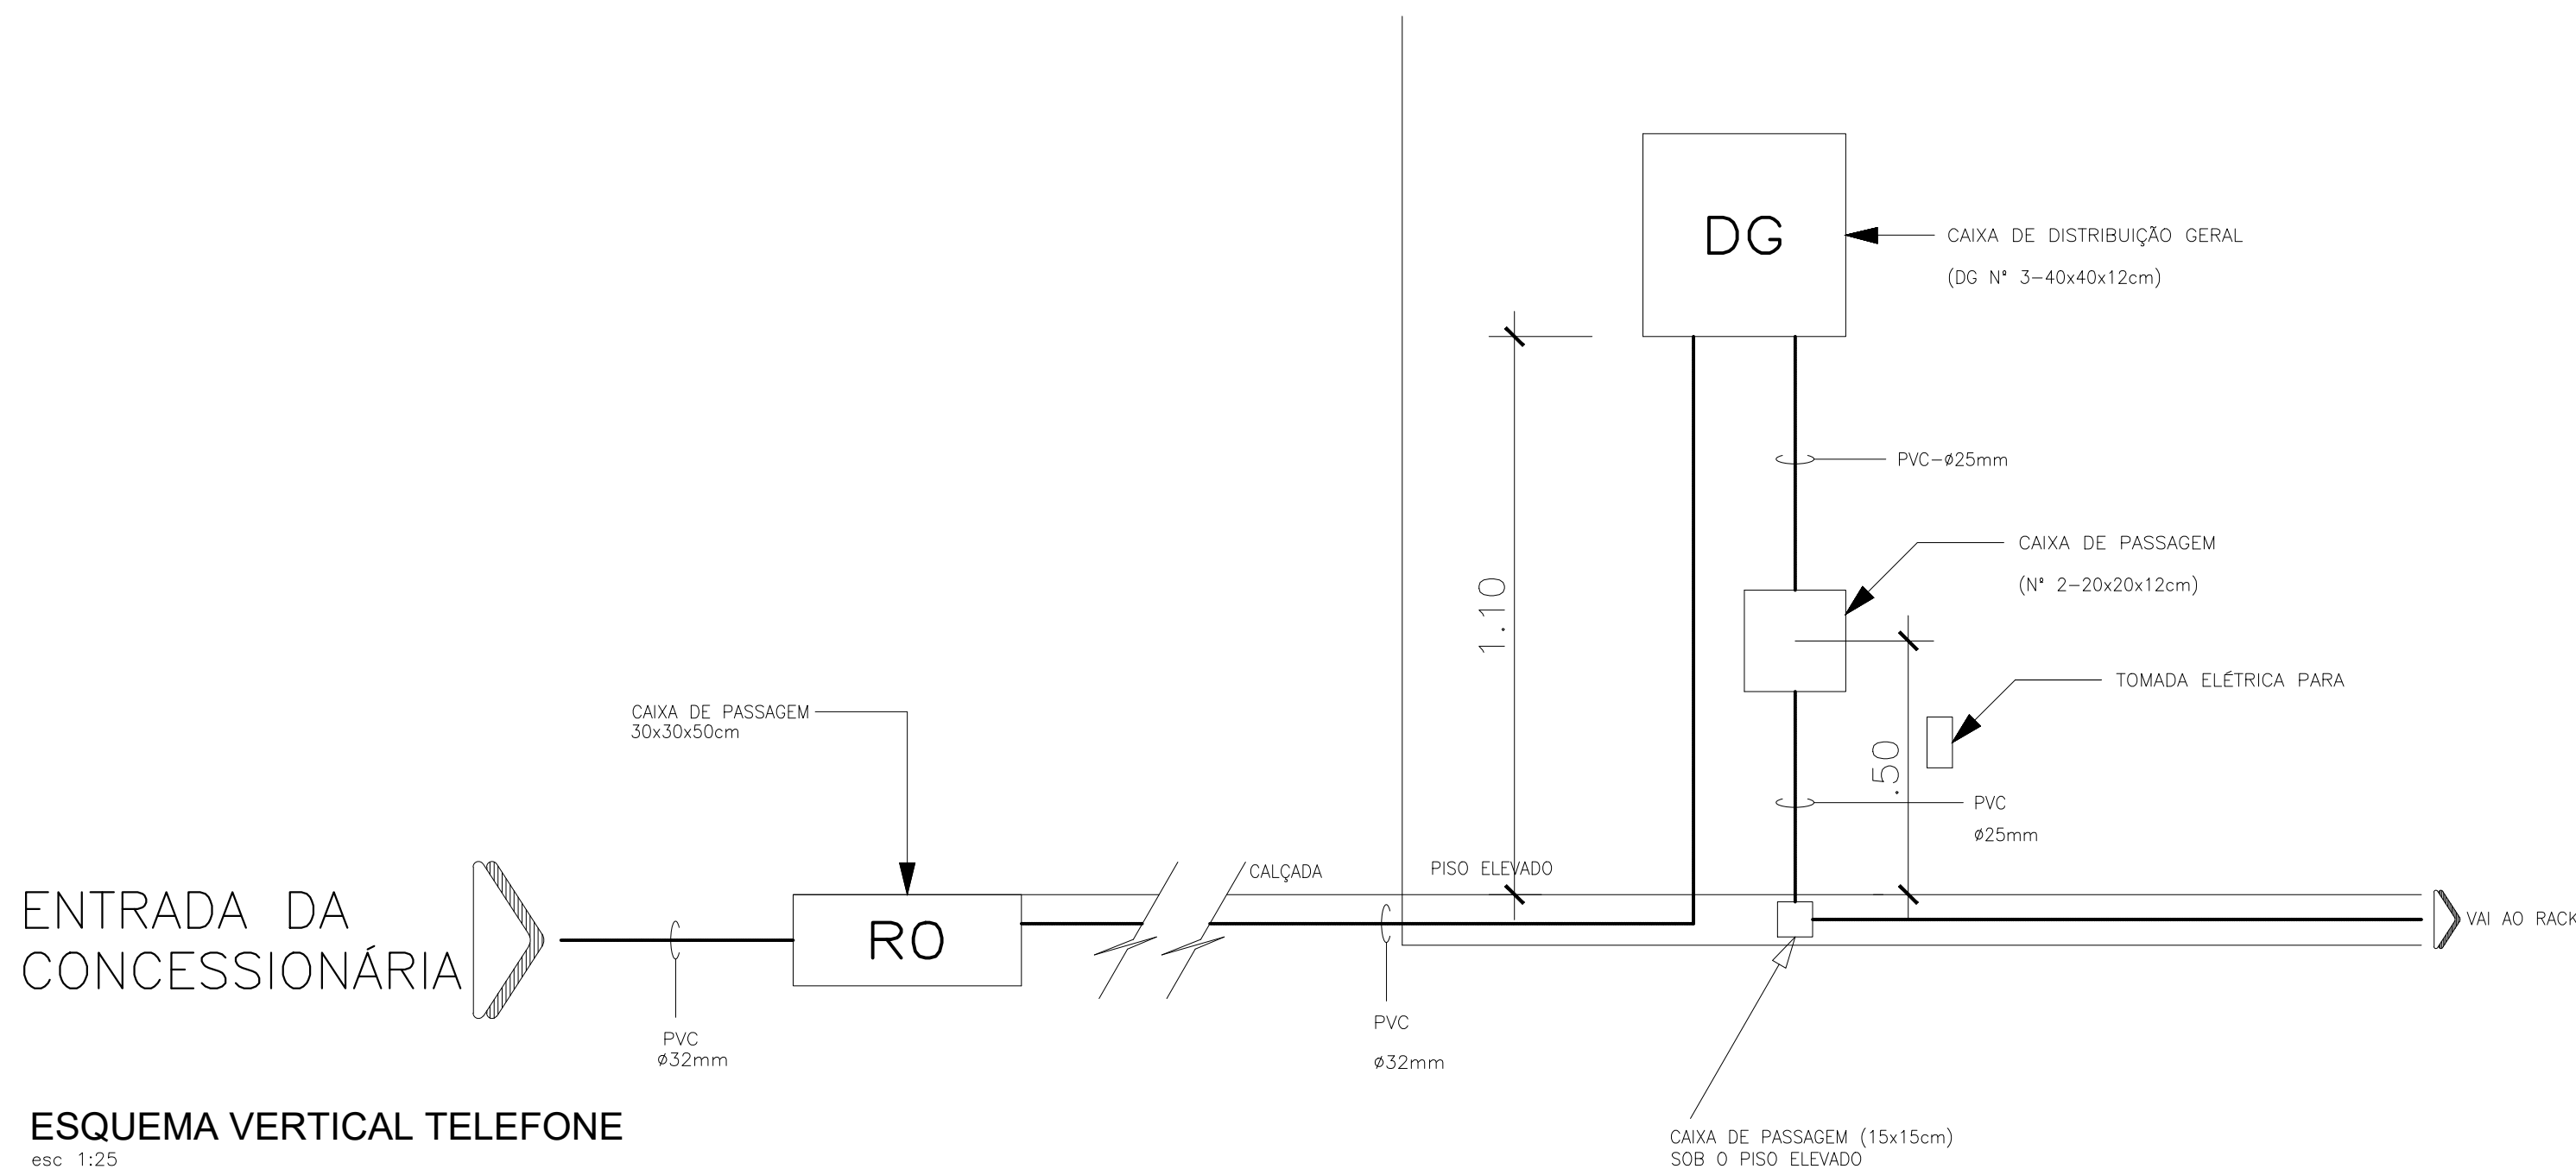 DG
CAIXA DE DISTRIBUIÇÃO GERAL
(DG N° 3-40x40x12cm)
PVC-ø25mm
CAIXA DE PASSAGEM
(N° 2-20x20x12cm)
1.10
TOMADA ELÉTRICA PARA
CAIXA DE PASSAGEM
30x30x50cm
.50
PVC
ø25mm
CALÇADA
PISO ELEVADO
ENTRADA DA
CONCESSIONÁRIA
RO
VAI AO RACK
PVC
ø32mm
PVC
ø32mm
ESQUEMA VERTICAL TELEFONE
esc 1:25
CAIXA DE PASSAGEM (15x15cm)
SOB O PISO ELEVADO